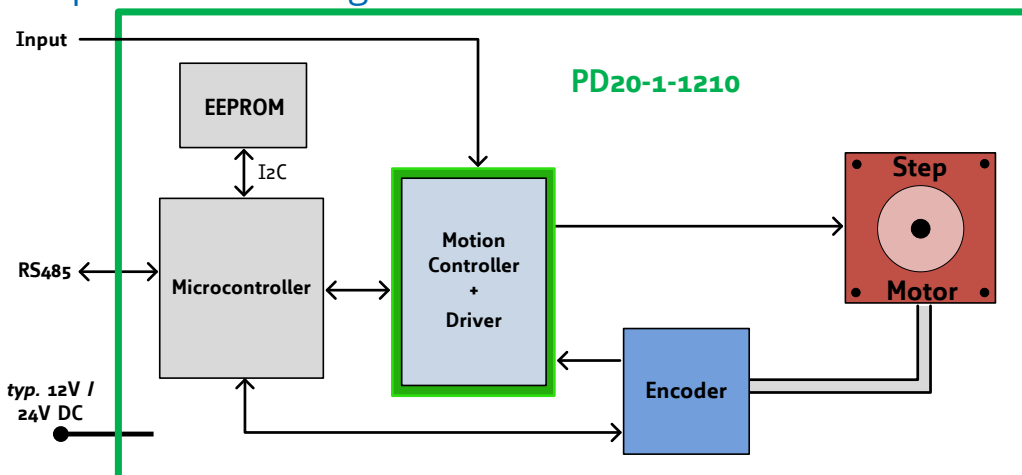 Input
PD20-1-1210
EEPROM
I2C
Step
Motor
Motion
Controller
+
Driver
RS485
Microcontroller
Encoder
typ. 12V /
24V DC